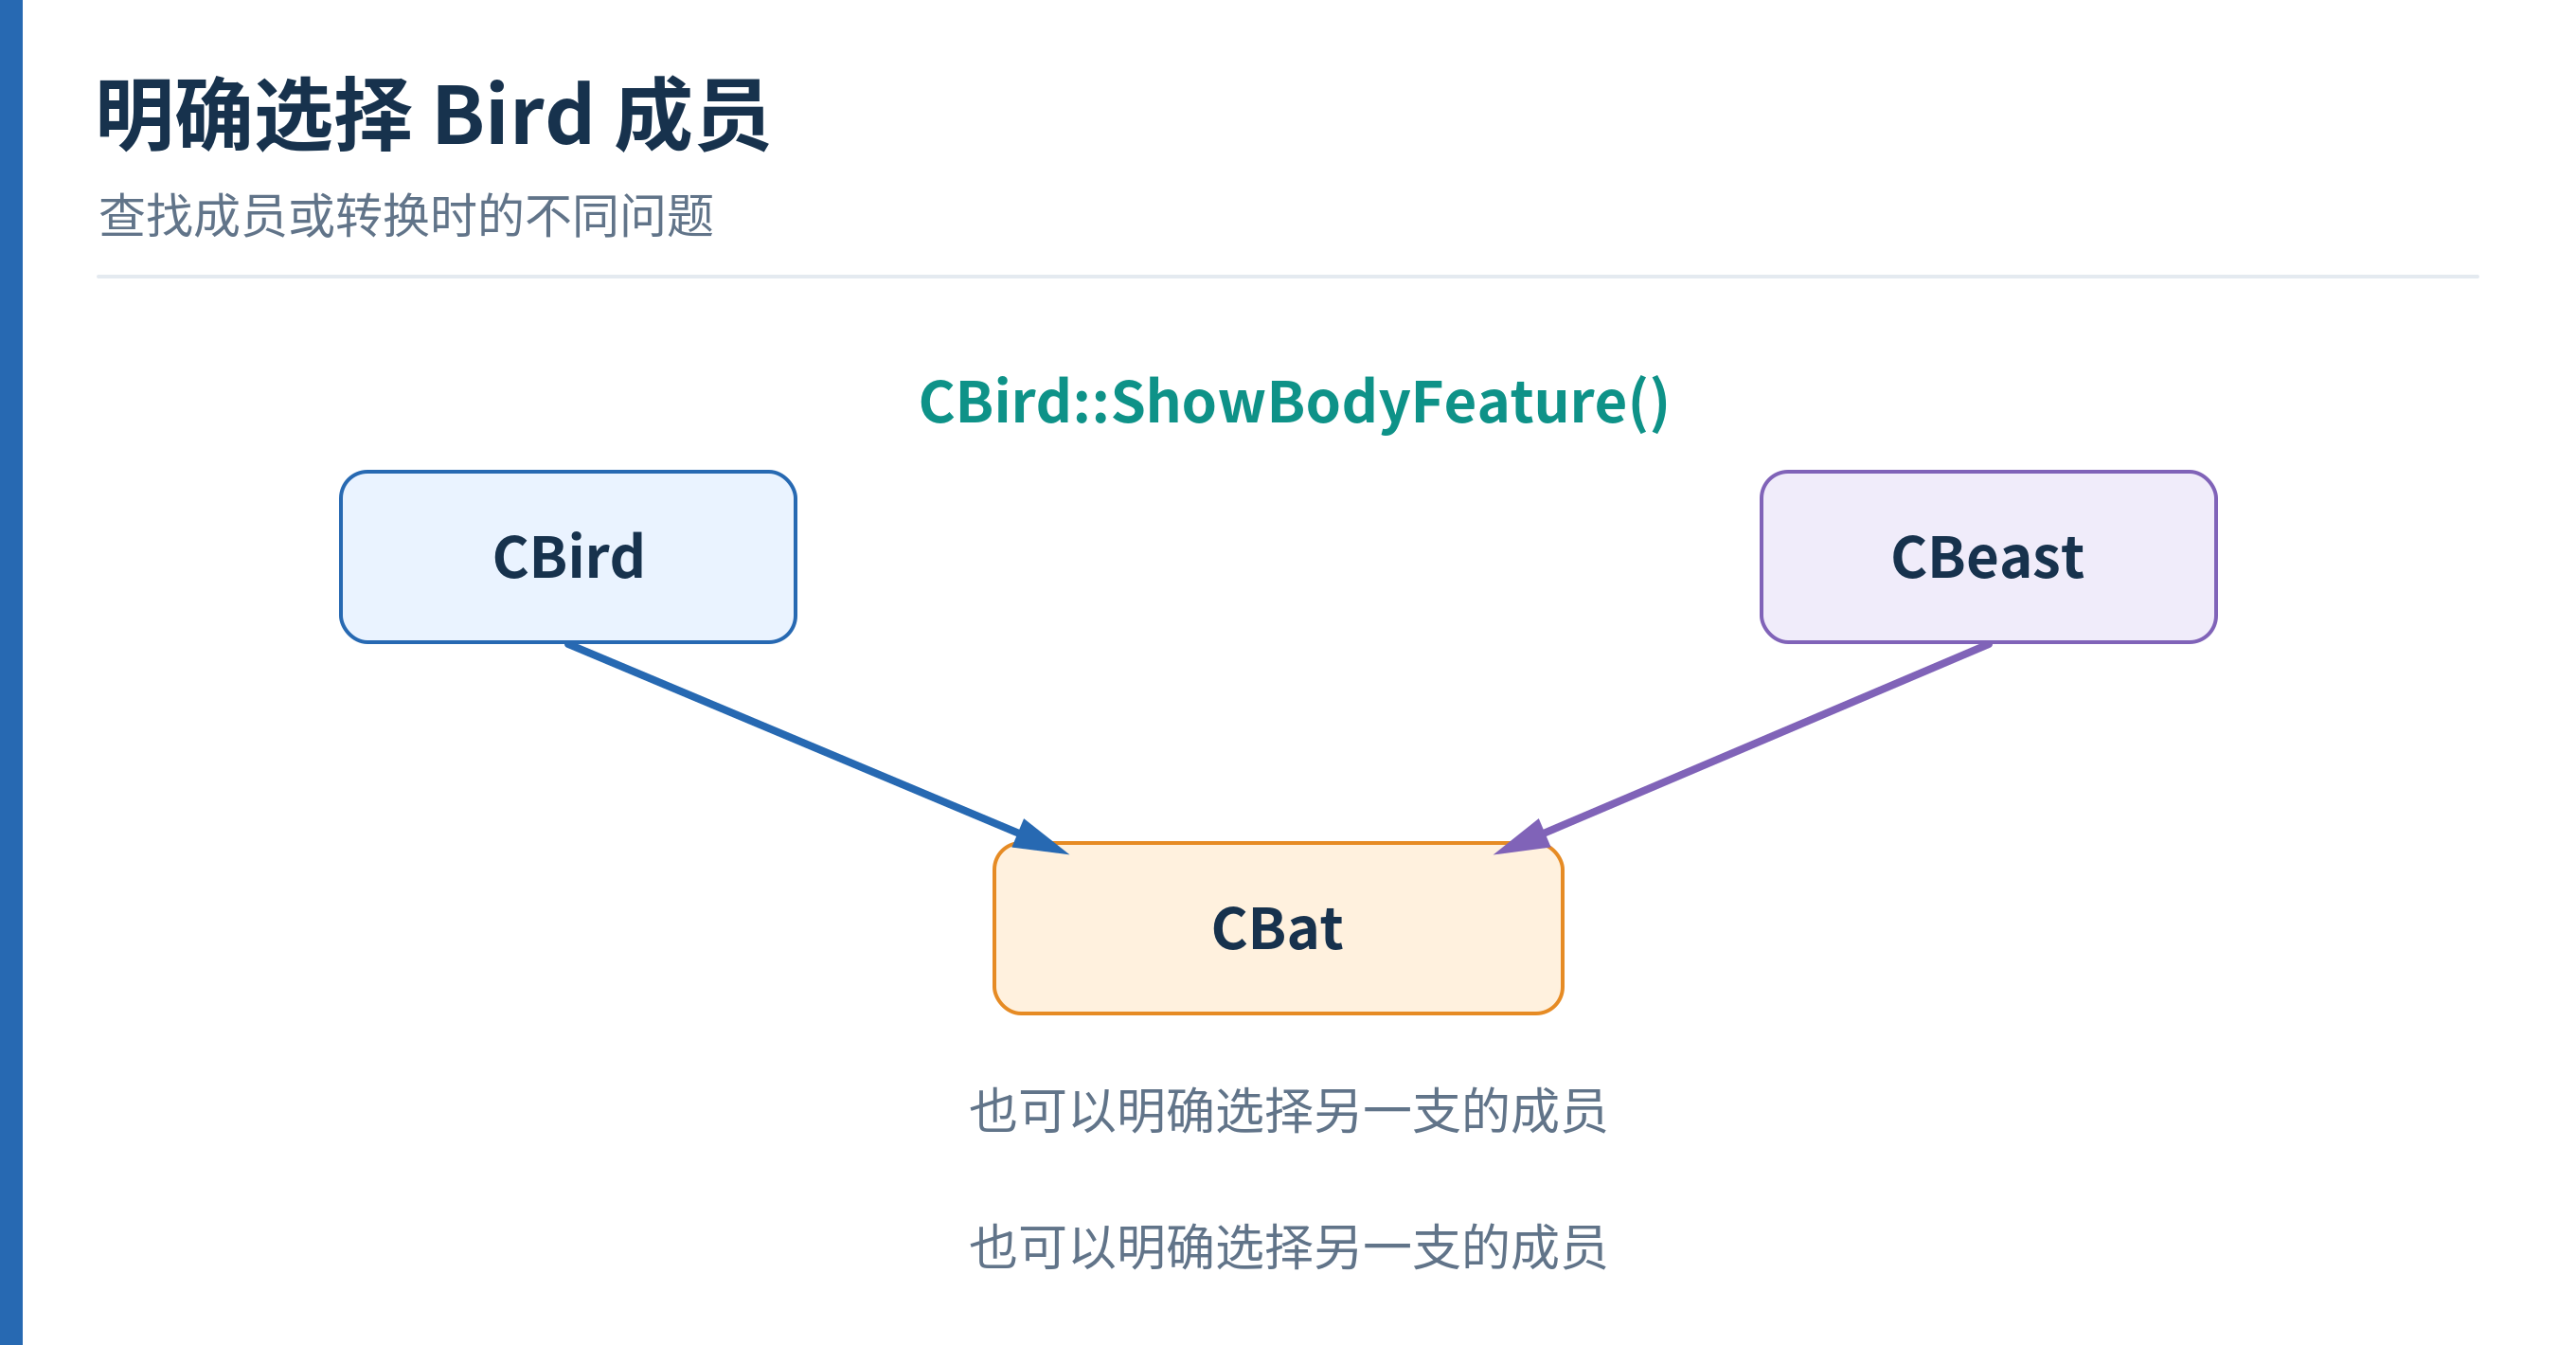 明确选择 Bird 成员
查找成员或转换时的不同问题
CBird::ShowBodyFeature()
CBird
CBeast
CBat
也可以明确选择另一支的成员
也可以明确选择另一支的成员